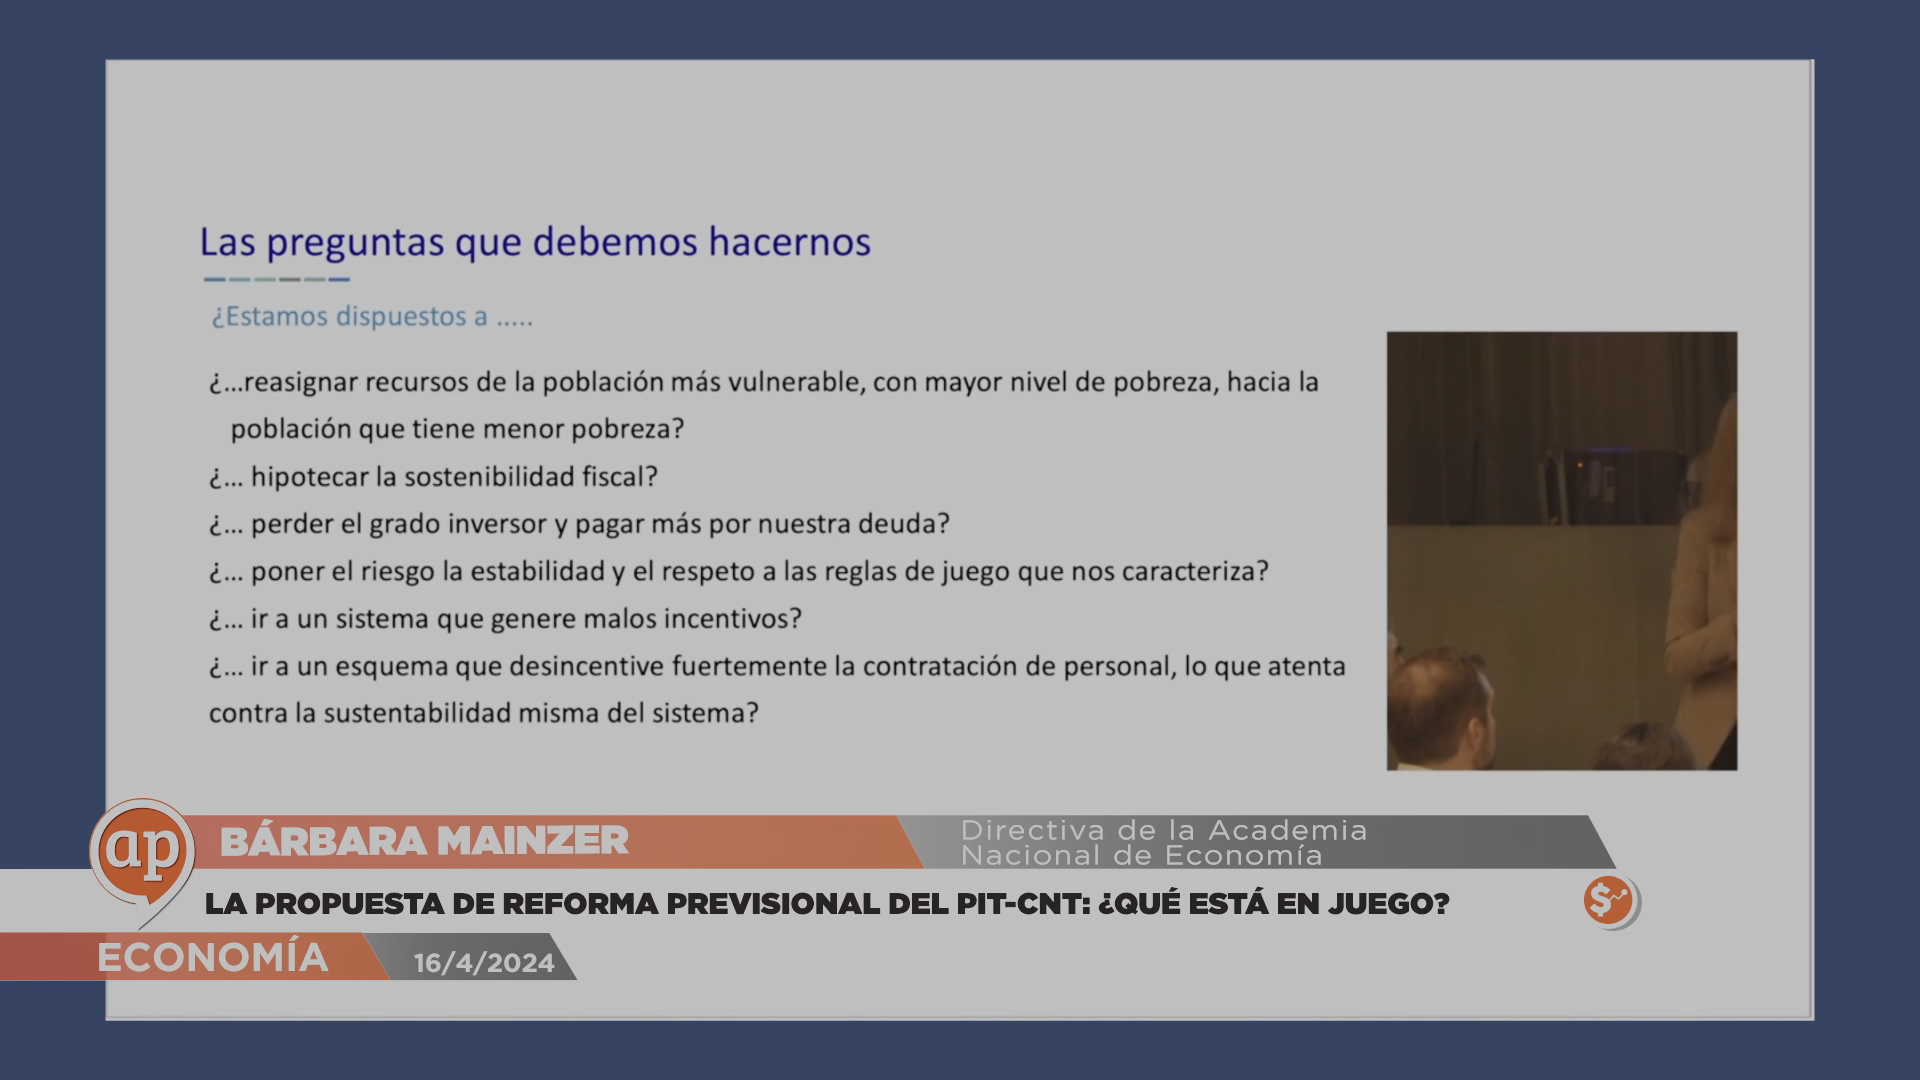 Las preguntas que debemos hacernos
¿Estamos dispuestos a .....
¿...reasignar recursos de la población más vulnerable, con mayor nivel de pobreza, hacia la
población que tiene menor pobreza?
¿... hipotecar la sostenibilidad fiscal?
¿... perder el grado inversor y pagar más por nuestra deuda?
¿... poner el riesgo la estabilidad y el respeto a las reglas de juego que nos caracteriza?
¿... ir a un sistema que genere malos incentivos?
¿... ir a un esquema que desincentive fuertemente la contratación de personal, lo que atenta
contra la sustentabilidad misma del sistema?
ap
BÁRBARA MAINZER
Directiva de la Academia
Nacional de Economía
LA PROPUESTA DE REFORMA PREVISIONAL DEL PIT-CNT: ¿QUÉ ESTÁ EN JUEGO?
$
ECONOMÍA
16/4/2024